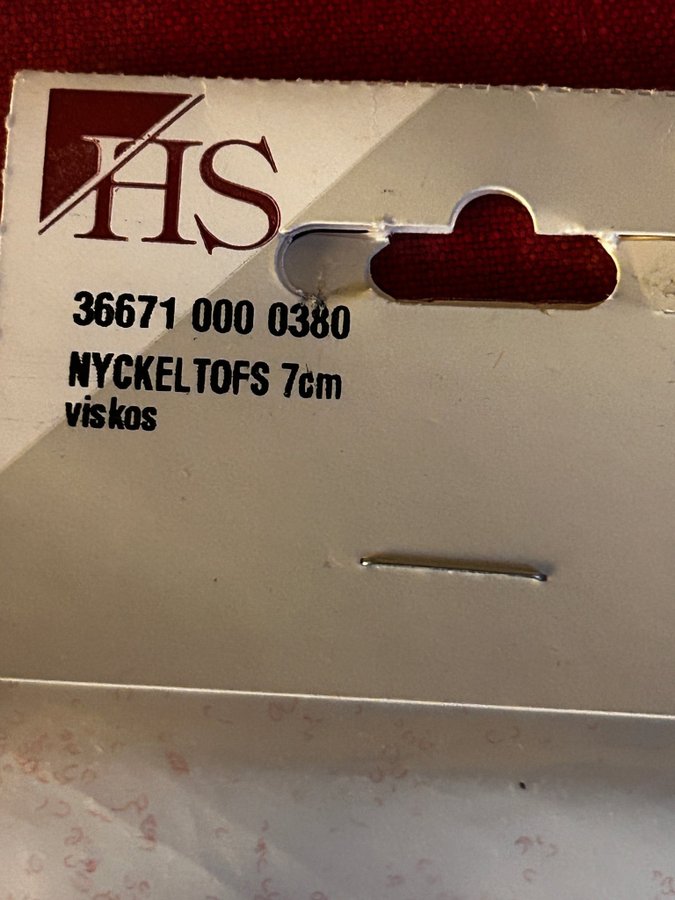 HS
36671 000 0380
NYCKELTOFS 7cm
viskos